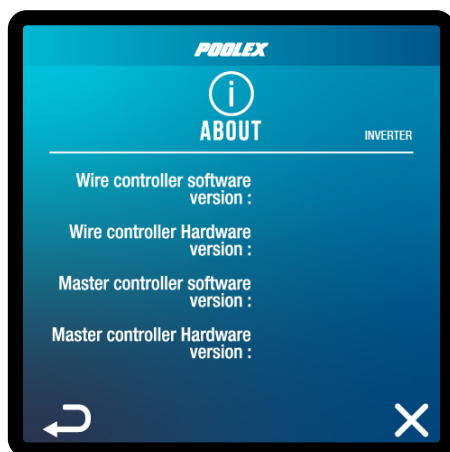 POOLEX
ABOUT
INVERTER
Wire controller software
version :
Wire controller Hardware
version :
Master controller software
version :
Master controller Hardware
version :